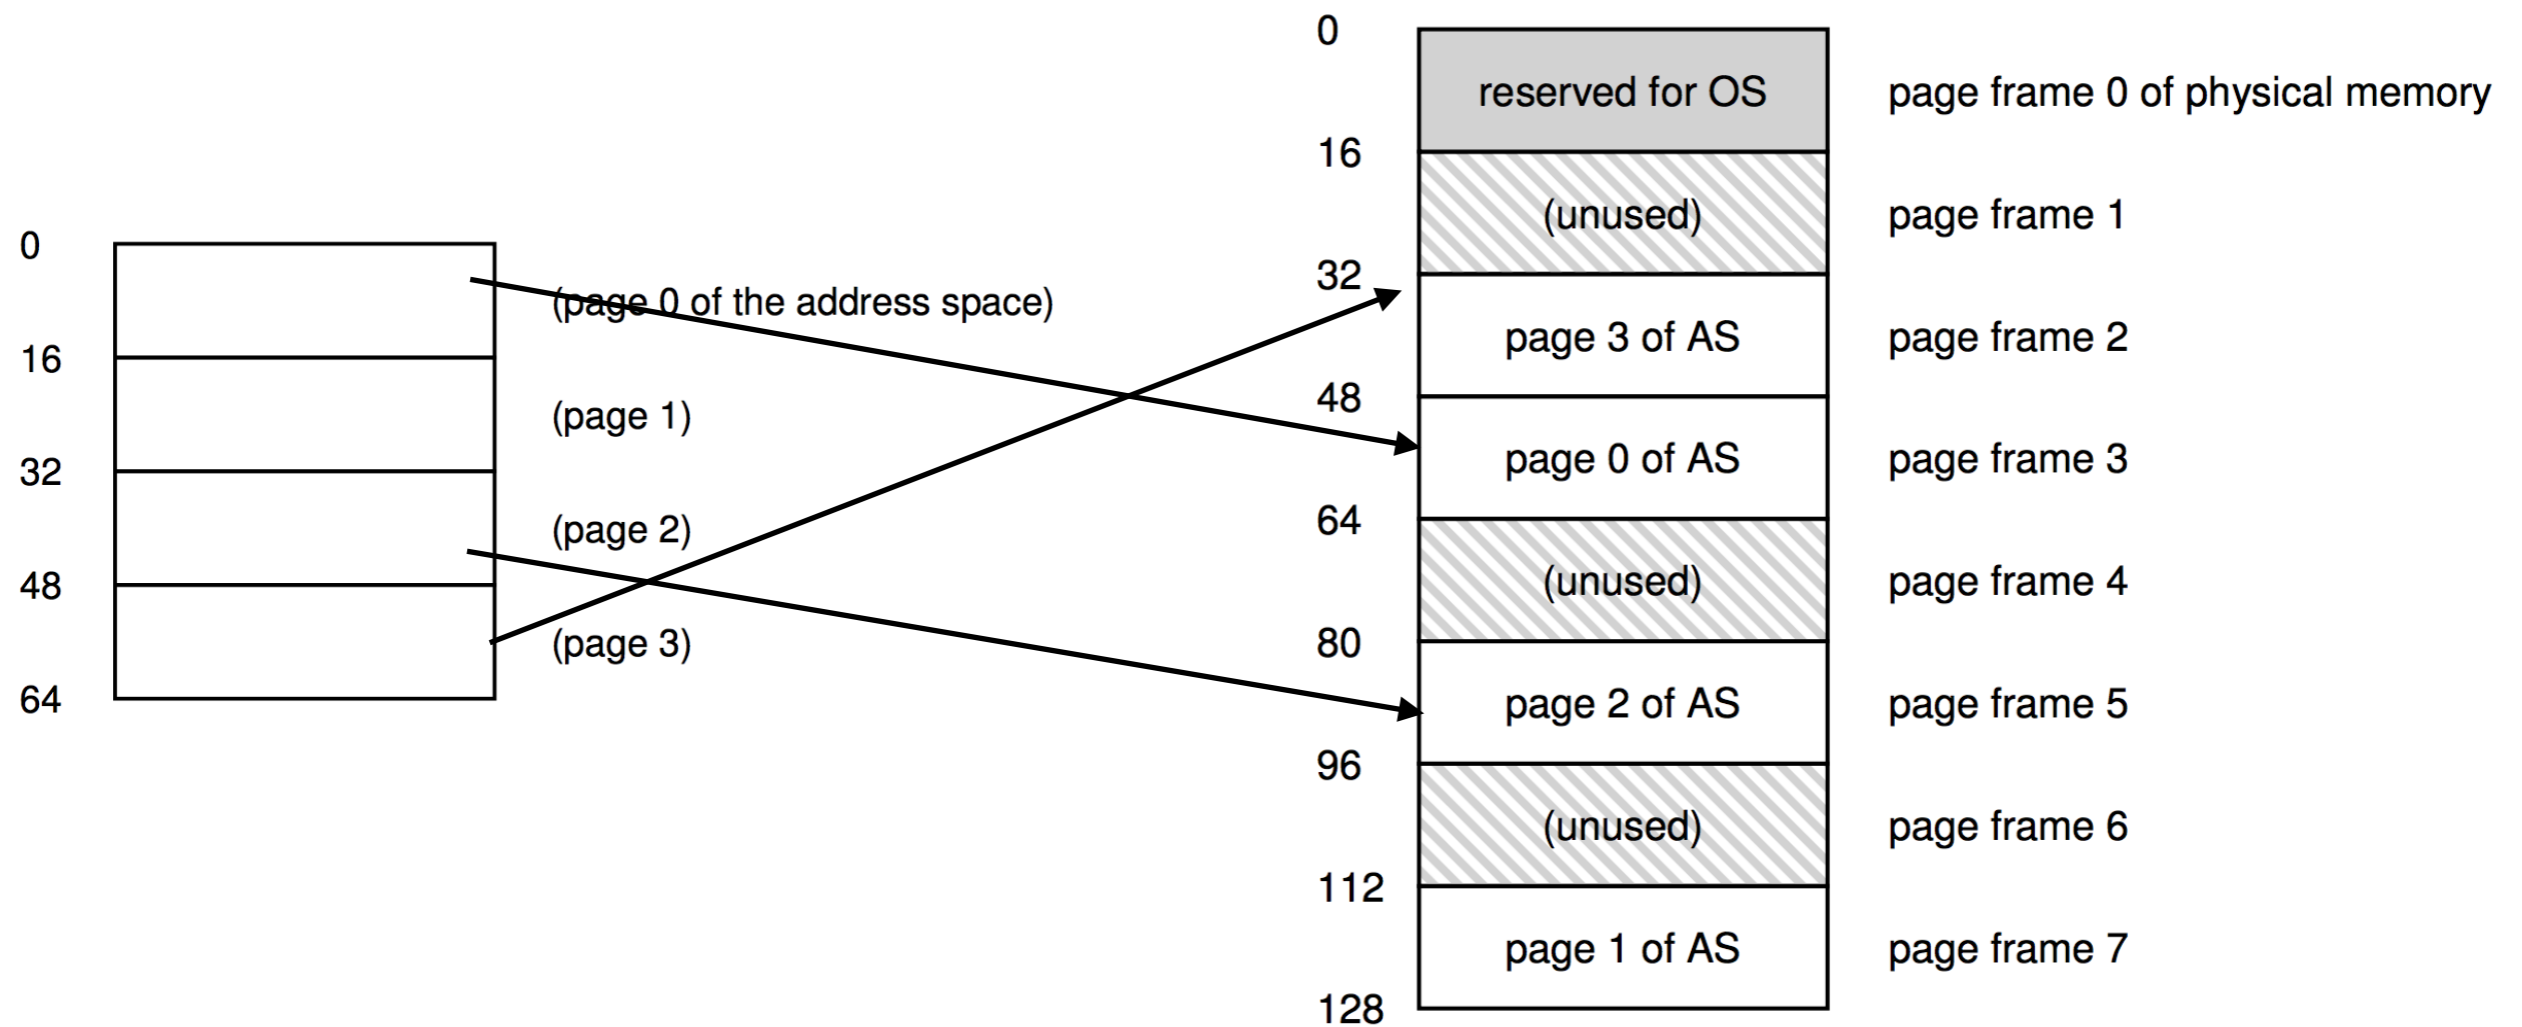 0
16
32
48
64
(page 0 of the address space)
(page 1)
(page 2)
(page 3)
0
16
32
48
64
80
96
112
128
reserved for OS
(unused)
page 3 of AS
page 0 of AS
(unused)
page 2 of AS
(unused)
page 1 of AS
page frame 0 of physical memory
page frame 1
page frame 2
page frame 3
page frame 4
page frame 5
page frame 6
page frame 7